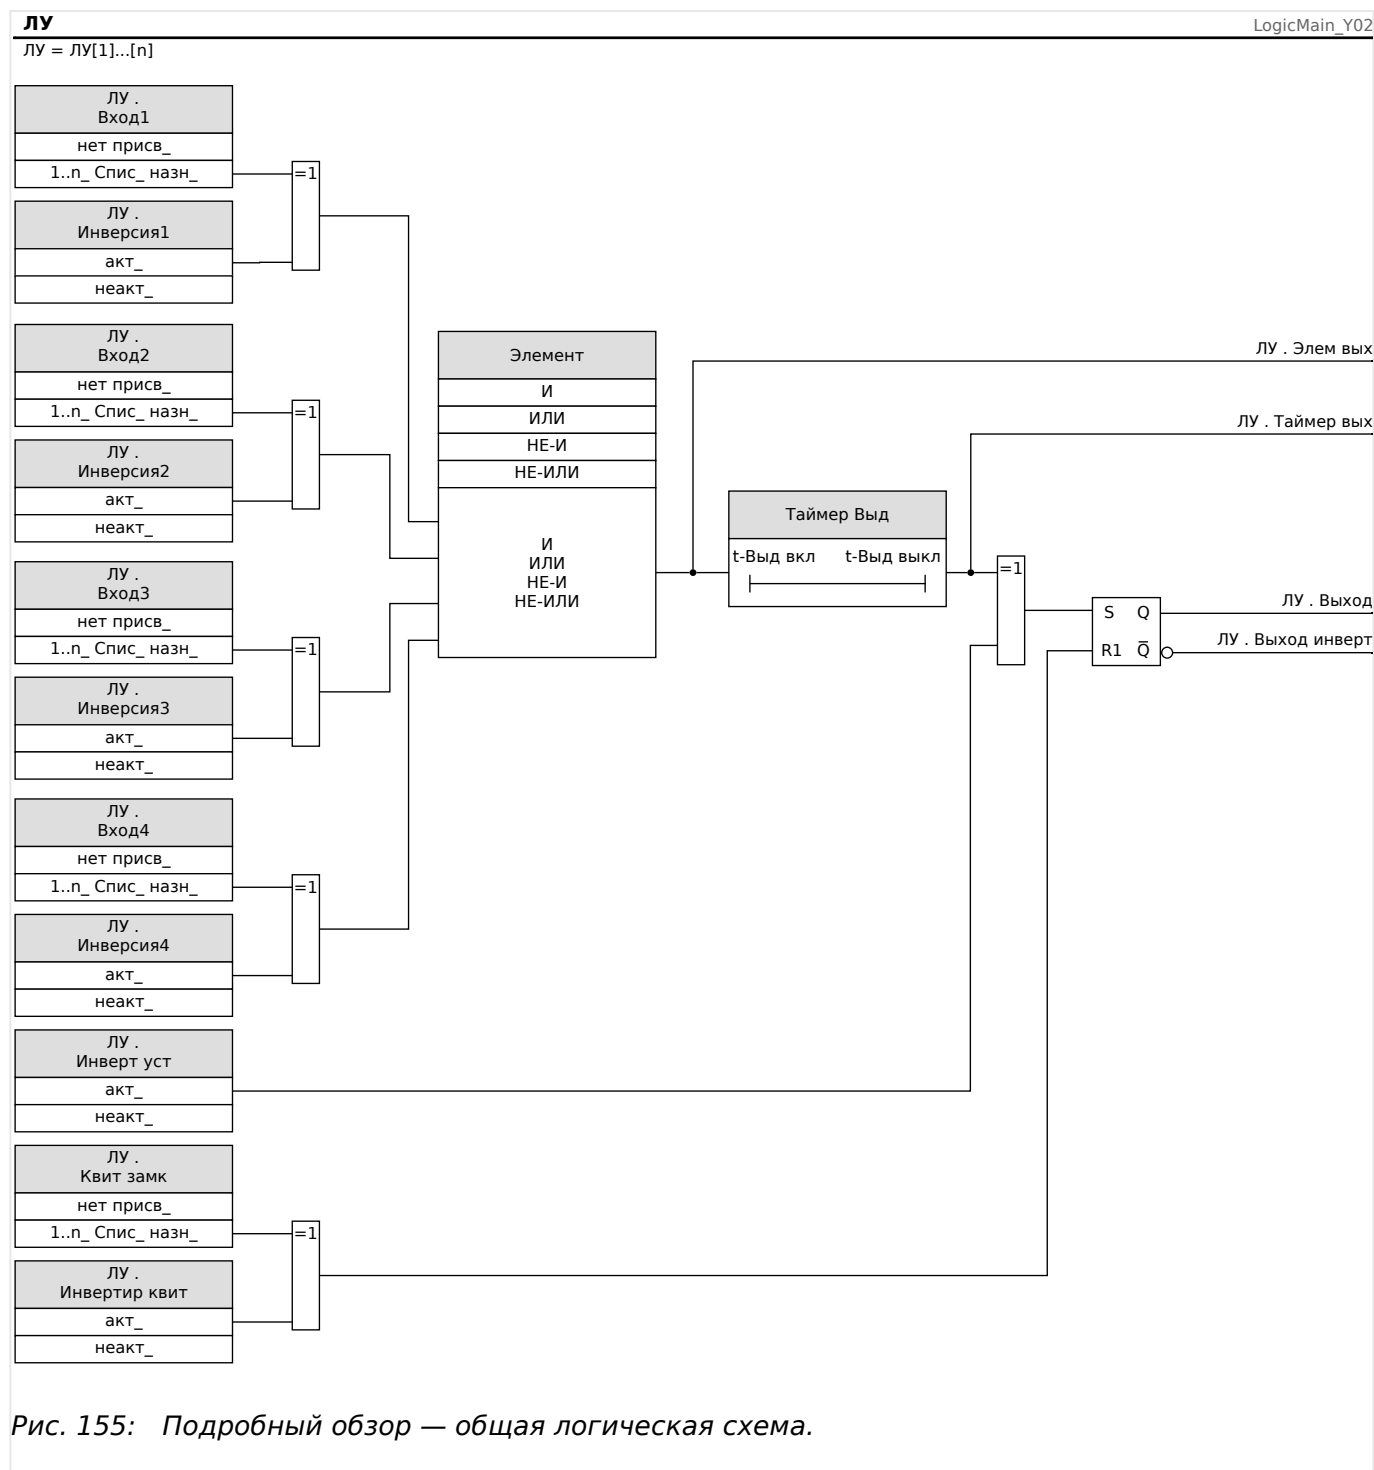 ЛУ
LogicMain_Y02
ЛУ = ЛУ[1]...[n]
ЛУ .
Вход1
нет присв_
1..n_ Спис_ назн_
=1
ЛУ .
Инверсия1
акт_
неакт_
ЛУ .
Вход2
нет присв_
1..n_ Спис_ назн_
=1
ЛУ .
Инверсия2
акт_
неакт_
ЛУ .
Вход3
нет присв_
1..n_ Спис_ назн_
=1
ЛУ .
Инверсия3
акт_
неакт_
ЛУ .
Вход4
нет присв_
1..n_ Спис_ назн_
=1
ЛУ .
Инверсия4
акт_
неакт_
ЛУ .
Инверт уст
акт_
неакт_
ЛУ .
Квит замк
нет присв_
1..n_ Спис_ назн_
=1
ЛУ .
Инвертир квит
акт_
неакт_
Элемент
И
ИЛИ
НЕ-И
НЕ-ИЛИ
И
ИЛИ
НЕ-И
НЕ-ИЛИ
Таймер Выд
t-Выд вкл t-Выд выкл
=1
S Q
R1 Q̅
ЛУ . Элем вых
ЛУ . Таймер вых
ЛУ . Выход
ЛУ . Выход инверт
Рис. 155: Подробный обзор — общая логическая схема.